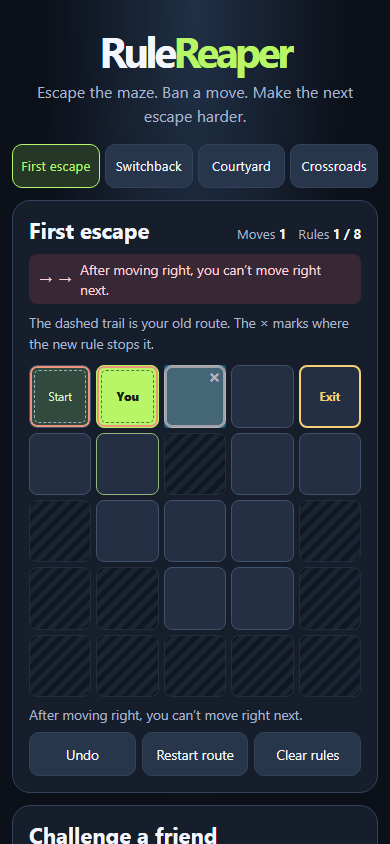 RuleReaper
Escape the maze. Ban a move. Make the next
escape harder.
First escape
Switchback
Courtyard
Crossroads
First escape
Moves 1 Rules 1 / 8
→ → After moving right, you can’t move right
next.
The dashed trail is your old route. The × marks where
the new rule stops it.
Start
You
×
Exit
After moving right, you can’t move right next.
Undo
Restart route
Clear rules
Challenge a friend